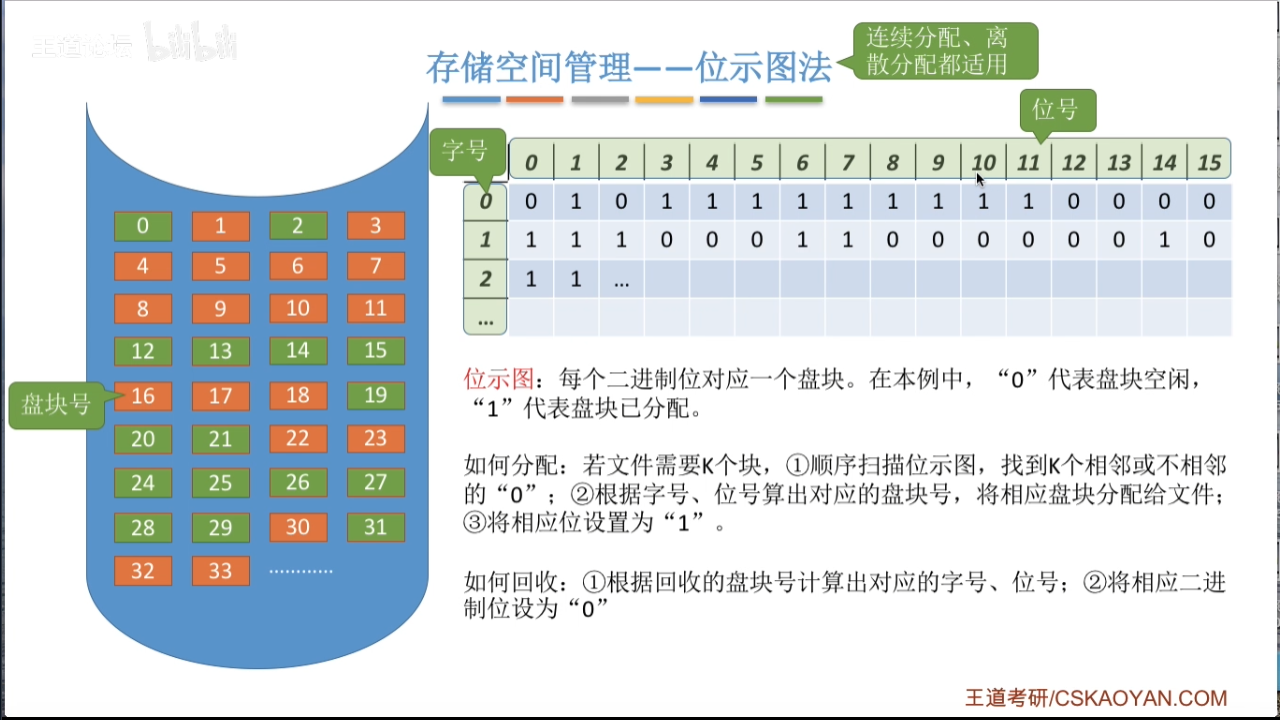 王道论坛 bilibili
连续分配、离
散分配都适用
存储空间管理——位示图法
位号
字号
0 1 2 3 4 5 6 7 8 9 10 11 12 13 14 15
0 0 1 0 1 1 1 1 1 1 1 1 1 0 0 0 0
1 1 1 1 0 0 0 1 1 0 0 0 0 0 0 1 0
2 1 1 …
…
0 1 2 3
4 5 6 7
8 9 10 11
12 13 14 15
盘块号
16 17 18 19
20 21 22 23
24 25 26 27
28 29 30 31
32 33 …………
位示图：每个二进制位对应一个盘块。在本例中，“0”代表盘块空闲，
“1”代表盘块已分配。
如何分配：若文件需要K个块，①顺序扫描位示图，找到K个相邻或不相邻
的“0”；②根据字号、位号算出对应的盘块号，将相应盘块分配给文件；
③将相应位设置为“1”。
如何回收：①根据回收的盘块号计算出对应的字号、位号；②将相应二进
制位设为“0”
王道考研/CSKAOYAN.COM